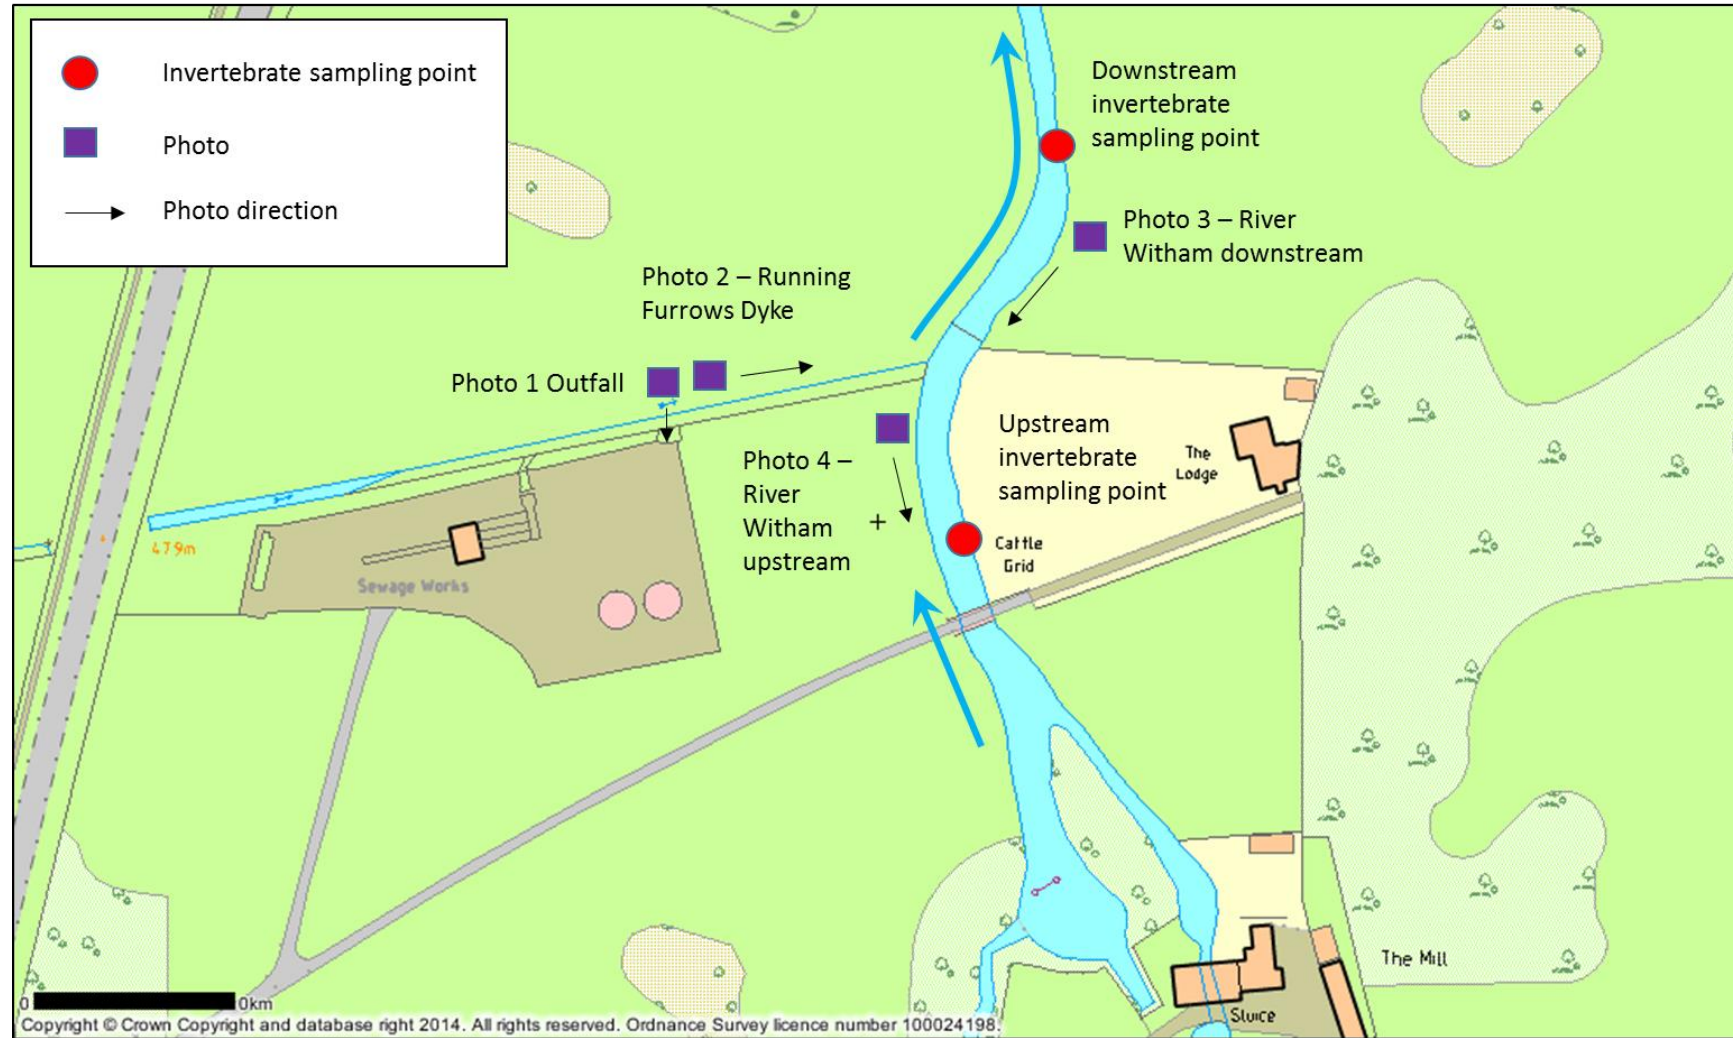 Invertebrate sampling point
Photo
Photo direction
Downstream
invertebrate
sampling point
Photo 3 – River
Witham downstream
Photo 2 – Running
Furrows Dyke
Photo 1 Outfall
Photo 4 –
River
Witham
upstream
Upstream
invertebrate
sampling point
The
Lodge
Cattle
Grid
479m
Sewage Works
The Mill
Sluice
0 0km
Copyright © Crown Copyright and database right 2014. All rights reserved. Ordnance Survey licence number 100024198.